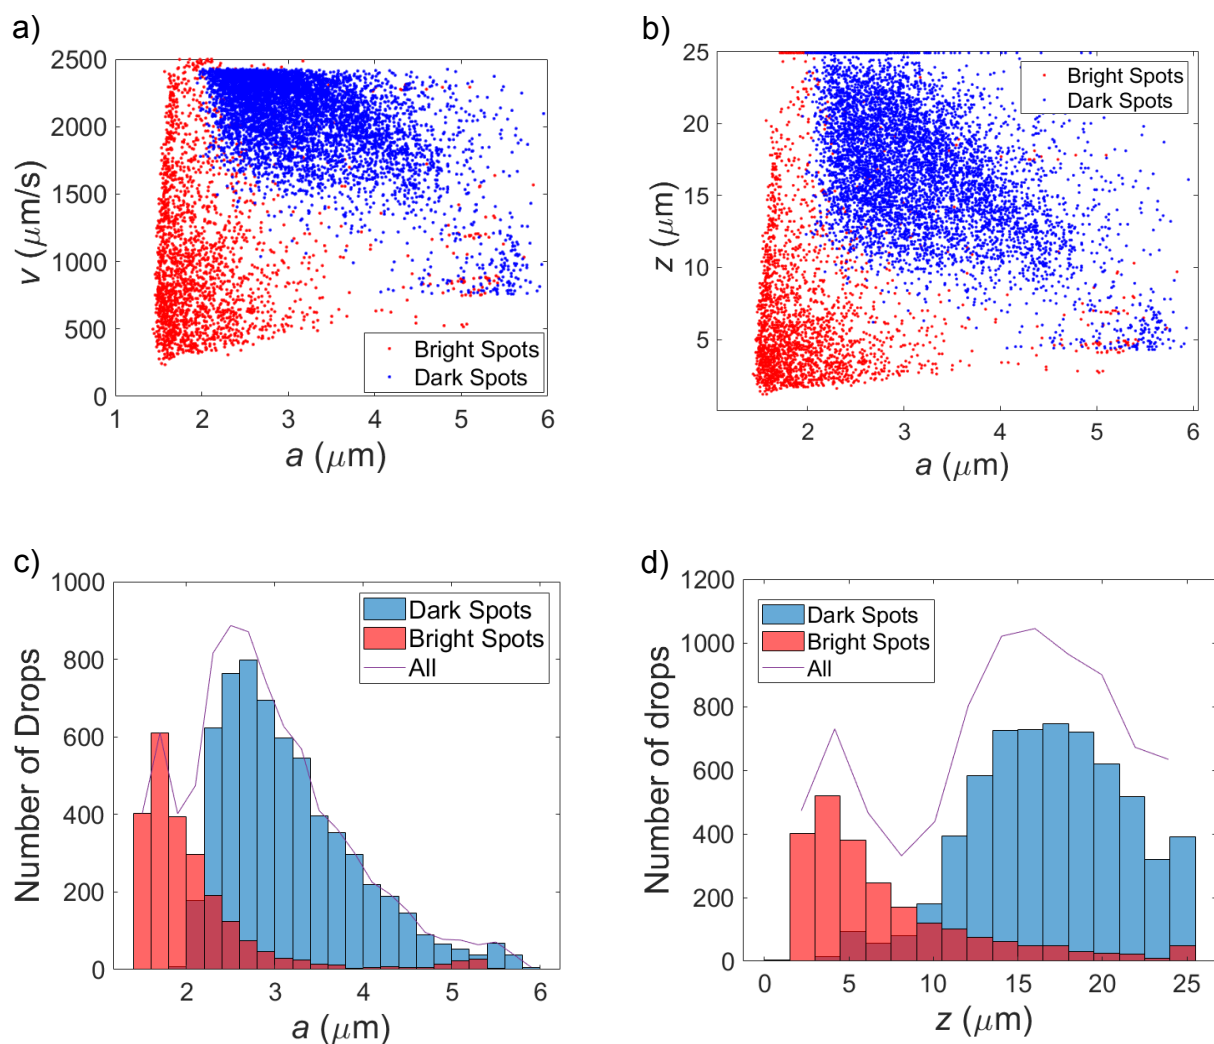 a)
2500
2000
1500
1000
500
0
v (μm/s)
Bright Spots
Dark Spots
1 2 3 4 5 6
a (μm)
b)
25
20
15
10
5
z (μm)
Bright Spots
Dark Spots
2 3 4 5 6
a (μm)
c)
1000
800
600
400
200
0
Number of Drops
Dark Spots
Bright Spots
All
2 3 4 5 6
a (μm)
d)
1200
1000
800
600
400
200
0
Number of drops
Dark Spots
Bright Spots
All
0 5 10 15 20 25
z (μm)